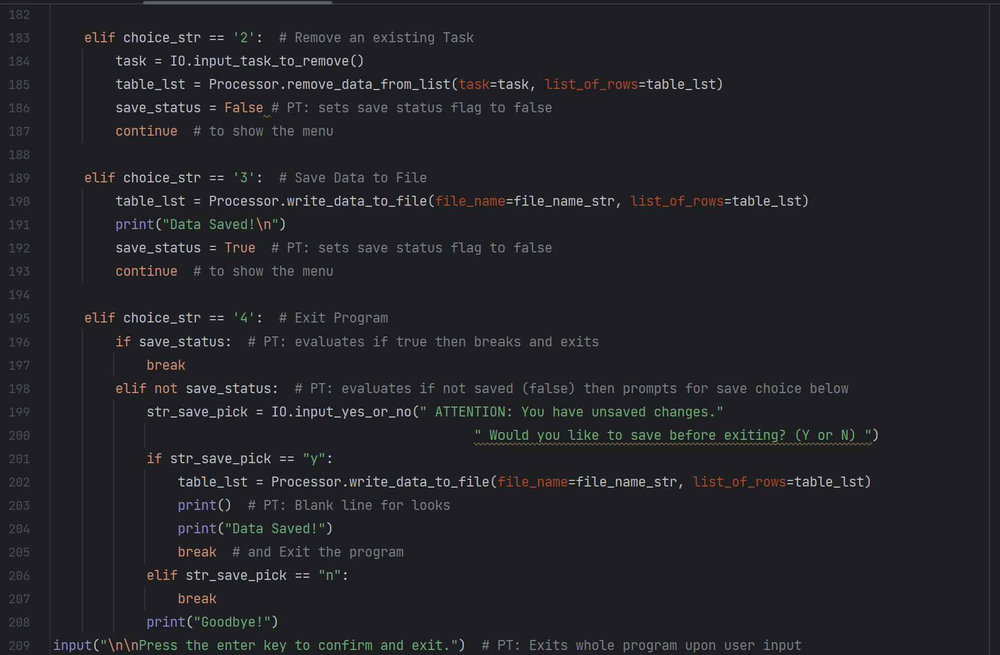 182
183 elif choice_str == '2':  # Remove an existing Task
184 task = IO.input_task_to_remove()
185 table_lst = Processor.remove_data_from_list(task=task, list_of_rows=table_lst)
186 save_status = False # PT: sets save status flag to false
187 continue  # to show the menu
188
189 elif choice_str == '3':  # Save Data to File
190 table_lst = Processor.write_data_to_file(file_name=file_name_str, list_of_rows=table_lst)
191 print("Data Saved!\n")
192 save_status = True  # PT: sets save status flag to false
193 continue  # to show the menu
194
195 elif choice_str == '4':  # Exit Program
196 if save_status:  # PT: evaluates if true then breaks and exits
197 break
198 elif not save_status:  # PT: evaluates if not saved (false) then prompts for save choice below
199 str_save_pick = IO.input_yes_or_no(" ATTENTION: You have unsaved changes."
200 " Would you like to save before exiting? (Y or N) ")
201 if str_save_pick == "y":
202 table_lst = Processor.write_data_to_file(file_name=file_name_str, list_of_rows=table_lst)
203 print()  # PT: Blank line for looks
204 print("Data Saved!")
205 break  # and Exit the program
206 elif str_save_pick == "n":
207 break
208 print("Goodbye!")
209 input("\n\nPress the enter key to confirm and exit.")  # PT: Exits whole program upon user input